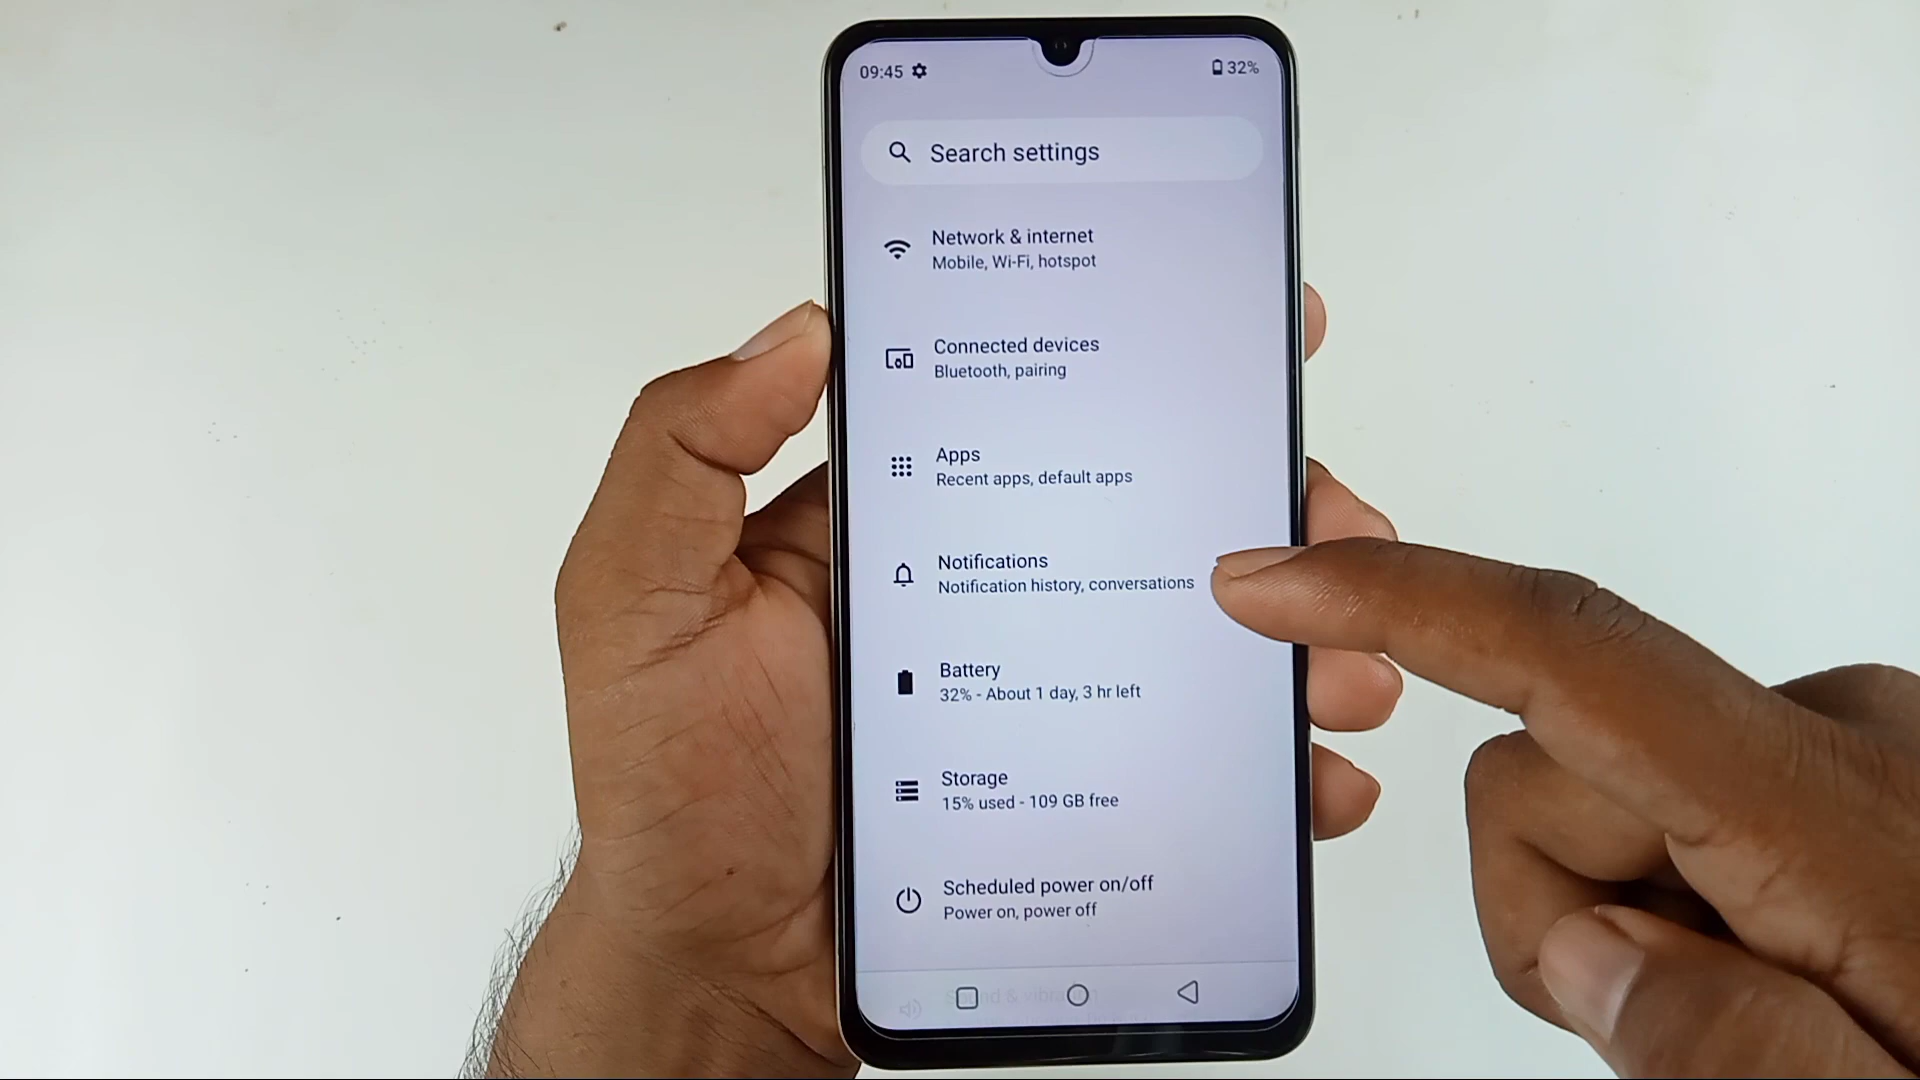 09:45
32%
Search settings
Network & internet
Mobile, Wi-Fi, hotspot
Connected devices
Bluetooth, pairing
Apps
Recent apps, default apps
Notifications
Notification history, conversations
Battery
32% - About 1 day, 3 hr left
Storage
15% used - 109 GB free
Scheduled power on/off
Power on, power off
Sound & vibration